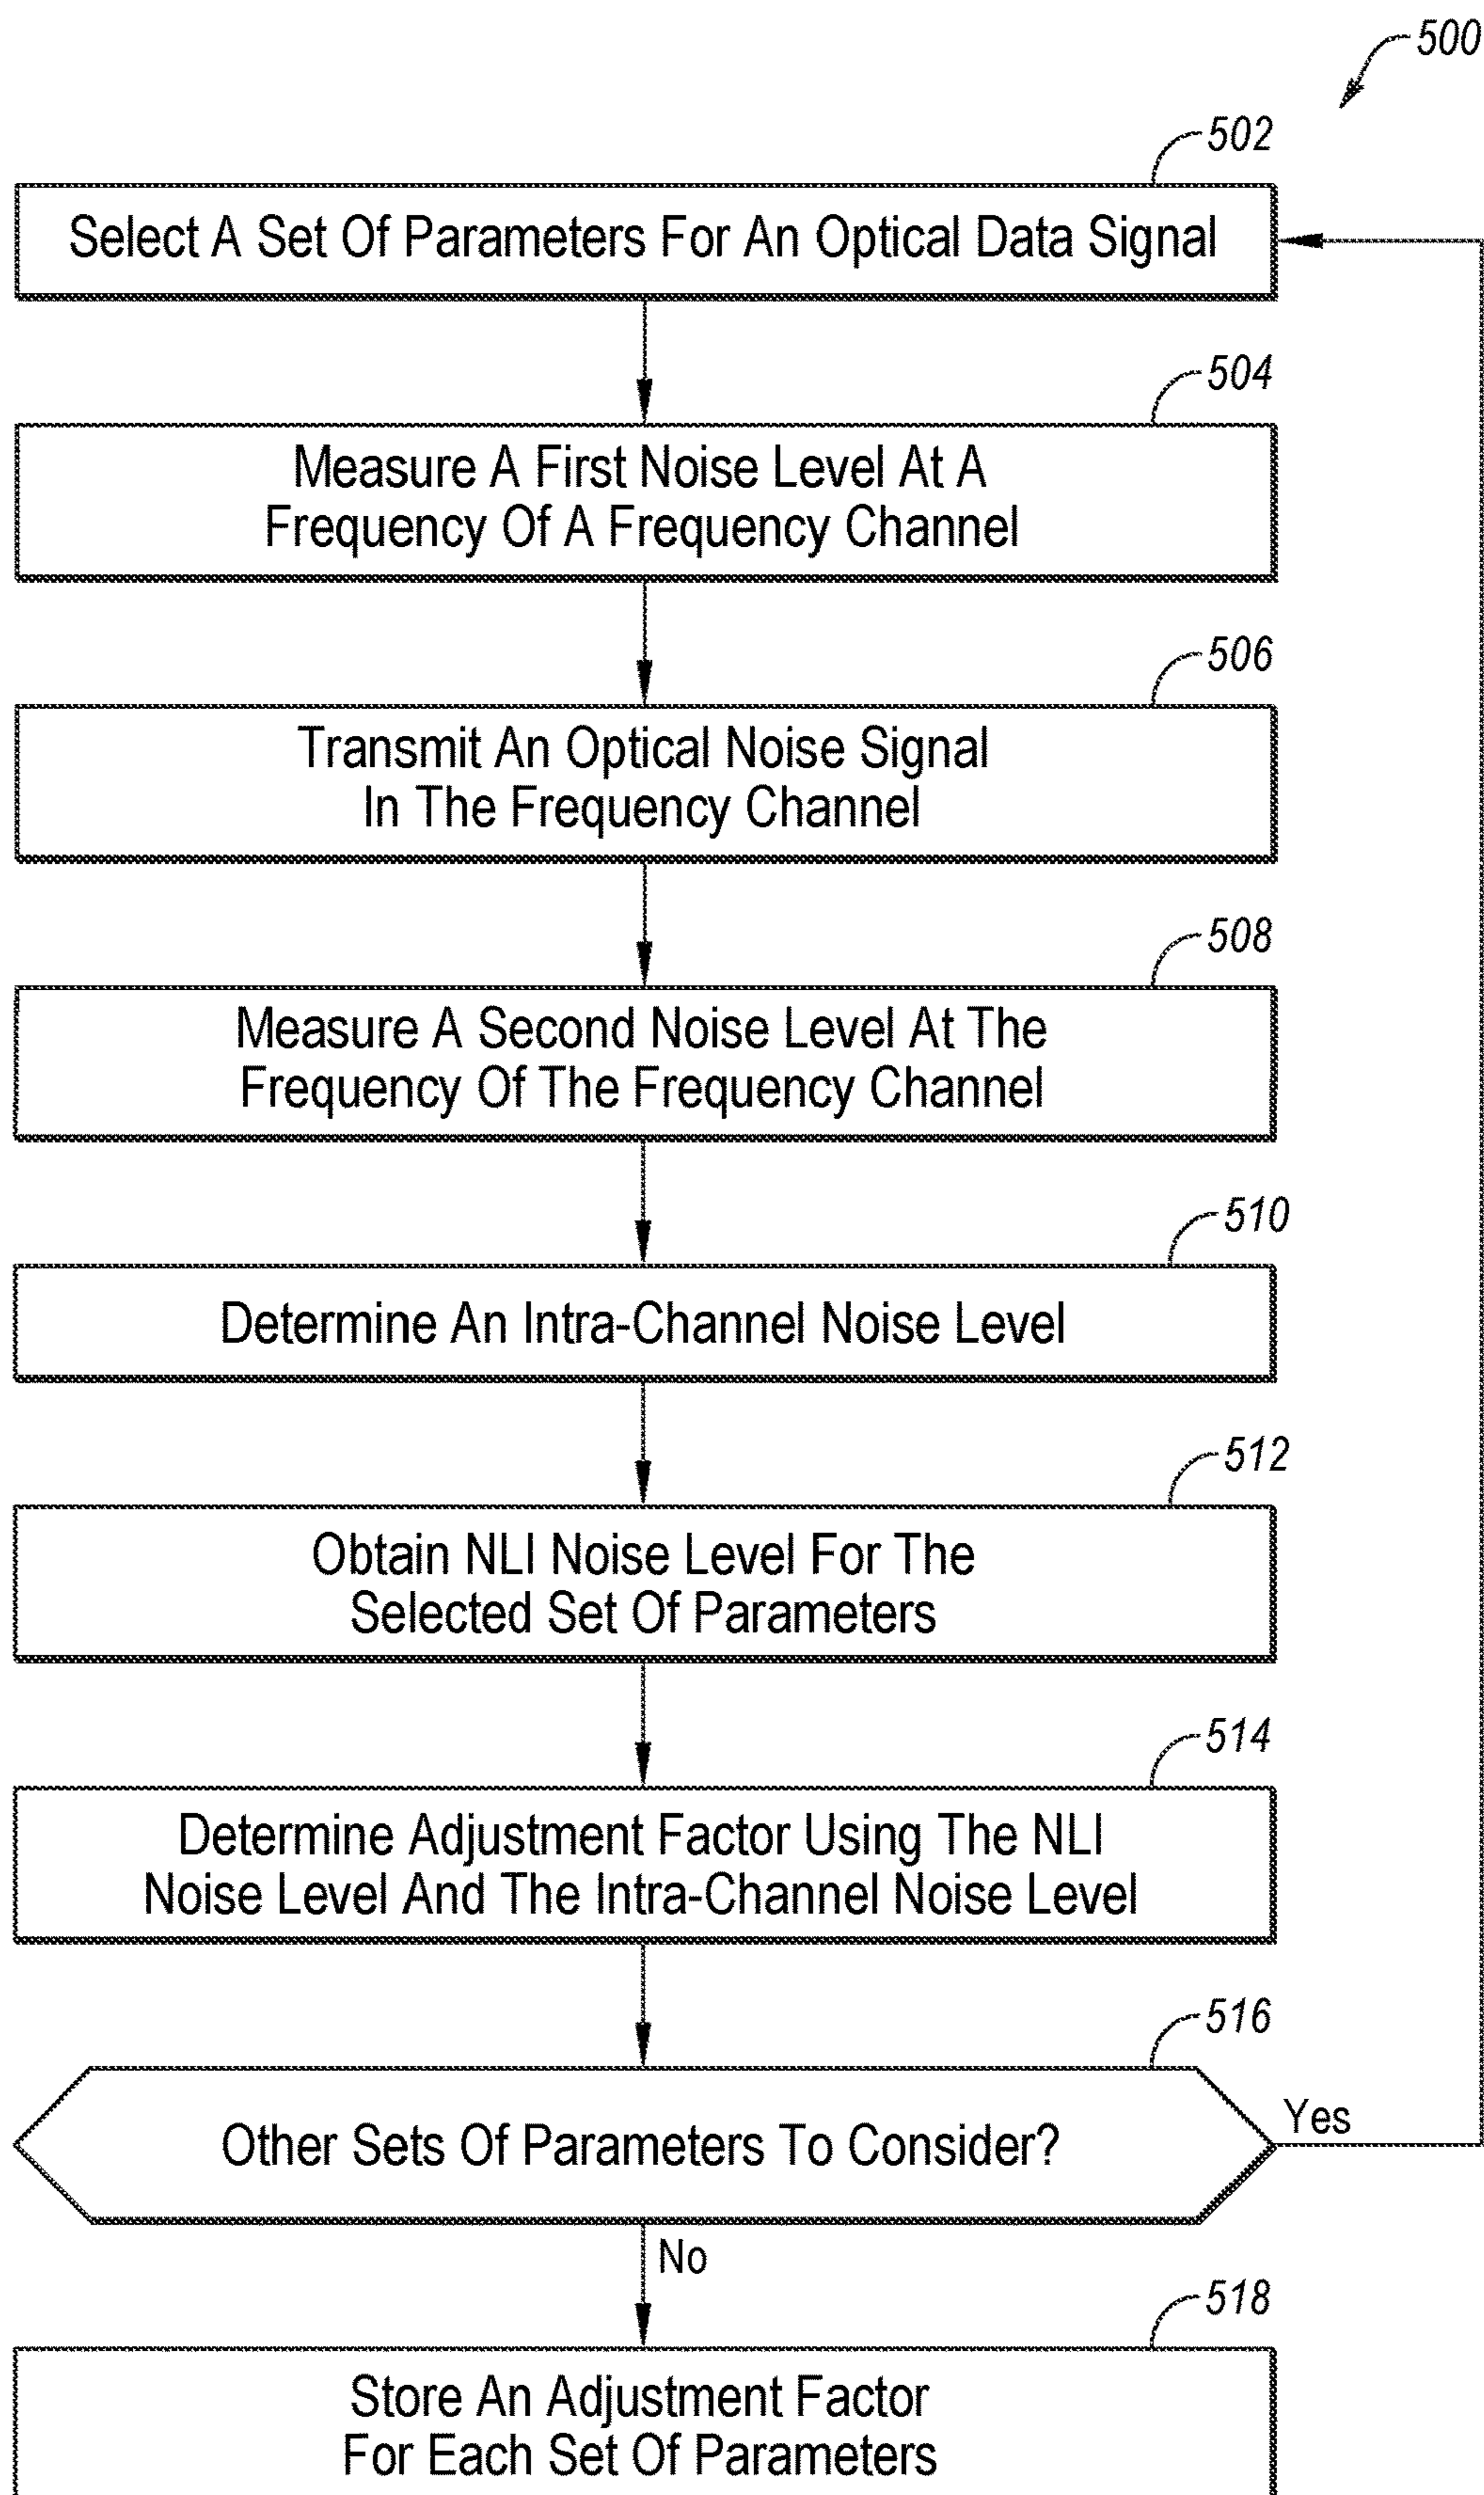 500
502
Select A Set Of Parameters For An Optical Data Signal
504
Measure A First Noise Level At A
Frequency Of A Frequency Channel
506
Transmit An Optical Noise Signal
In The Frequency Channel
508
Measure A Second Noise Level At The
Frequency Of The Frequency Channel
510
Determine An Intra-Channel Noise Level
512
Obtain NLI Noise Level For The
Selected Set Of Parameters
514
Determine Adjustment Factor Using The NLI
Noise Level And The Intra-Channel Noise Level
516
Other Sets Of Parameters To Consider?
Yes
No
518
Store An Adjustment Factor
For Each Set Of Parameters